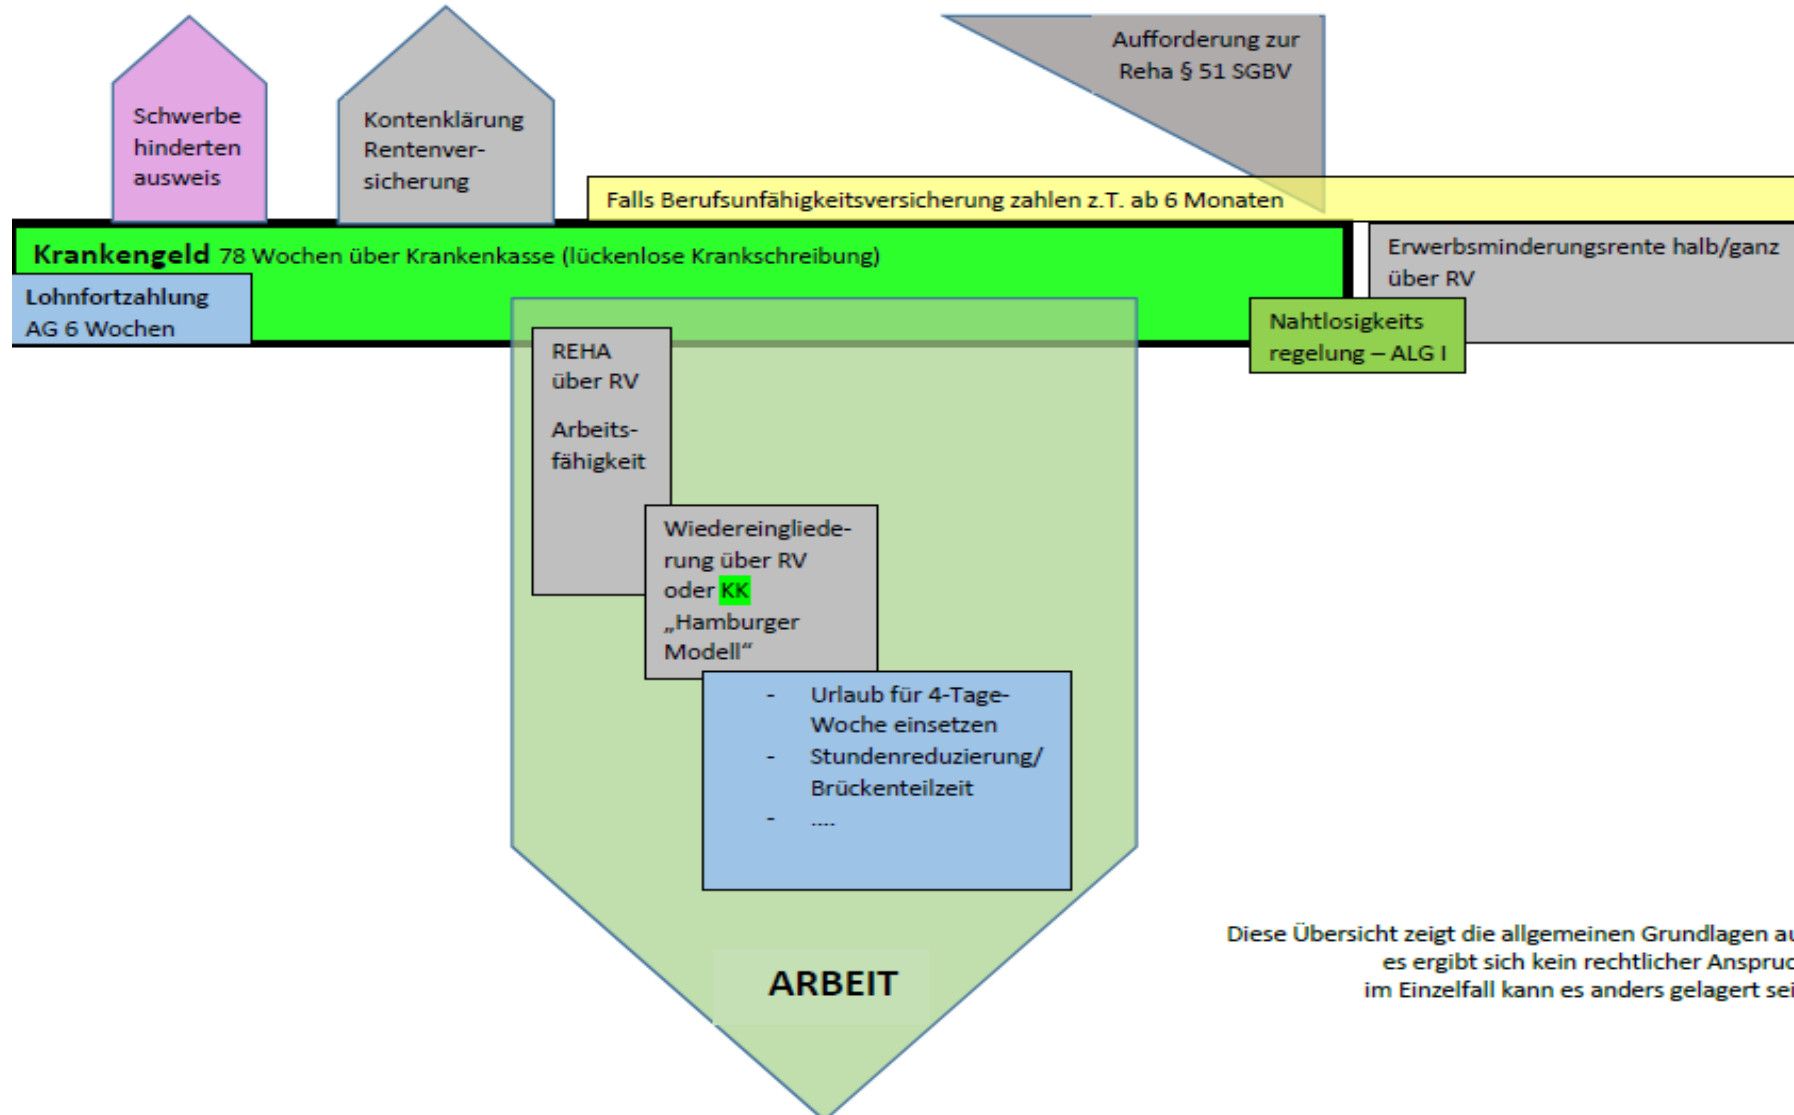 Schwerbe
hinderten
ausweis
Kontenklärung
Rentenver-
sicherung
Aufforderung zur
Reha § 51 SGBV
Falls Berufsunfähigkeitsversicherung zahlen z.T. ab 6 Monaten
Krankengeld 78 Wochen über Krankenkasse (lückenlose Krankschreibung)
Lohnfortzahlung
AG 6 Wochen
Erwerbsminderungsrente halb/ganz
über RV
Nahtlosigkeits
regelung – ALG I
REHA
über RV
Arbeits-
fähigkeit
Wiedereingliede-
rung über RV
oder KK
„Hamburger
Modell“
- Urlaub für 4-Tage-
Woche einsetzen
- Stundenreduzierung/
Brückenteilzeit
- ....
ARBEIT
Diese Übersicht zeigt die allgemeinen Grundlagen au
es ergibt sich kein rechtlicher Anspruc
im Einzelfall kann es anders gelagert sei